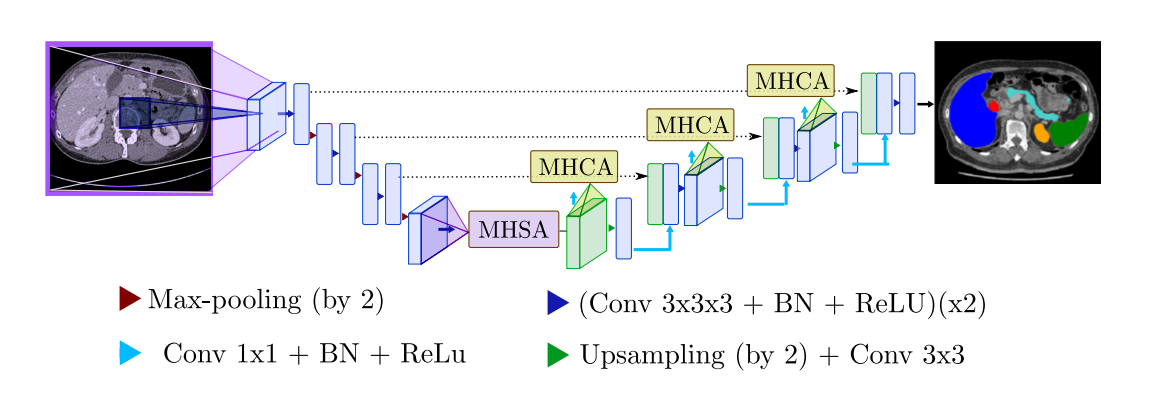 MHCA
MHCA
MHCA
MHSA
Max-pooling (by 2)
(Conv 3x3x3 + BN + ReLU)(x2)
Conv 1x1 + BN + ReLu
Upsampling (by 2) + Conv 3x3